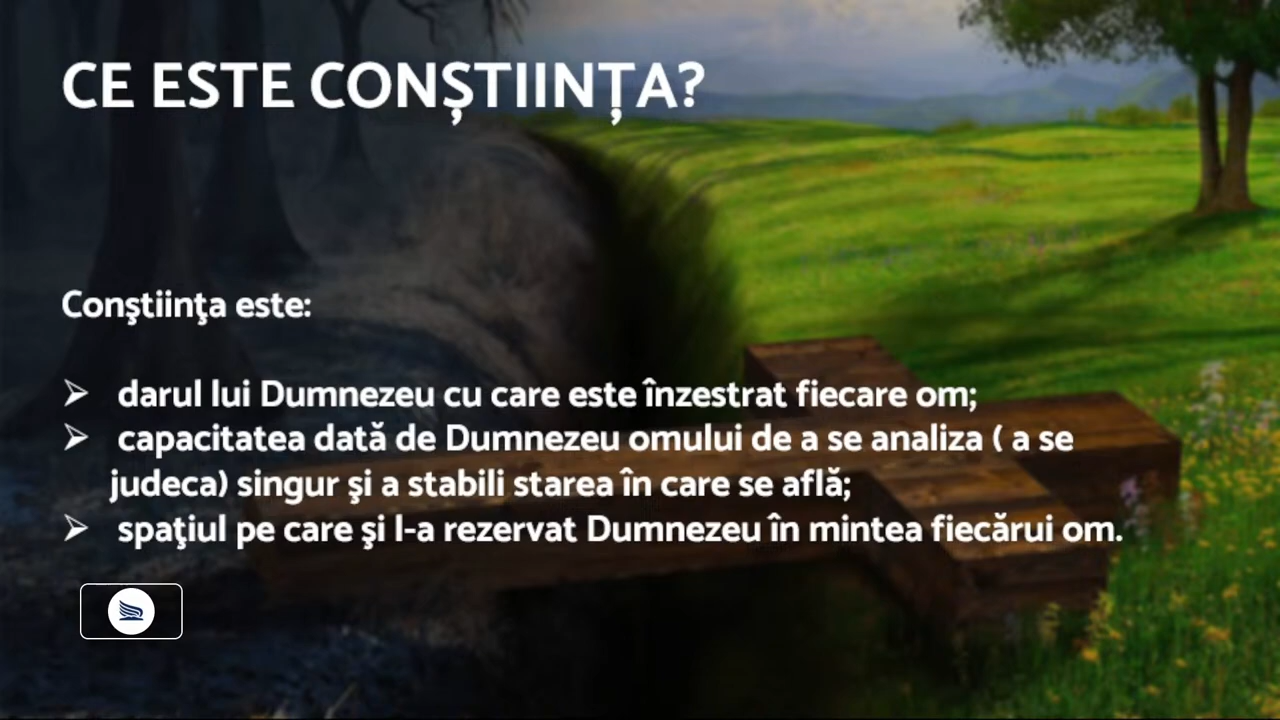 CE ESTE CONȘTIINȚA?
Conştiinţa este:
➢ darul lui Dumnezeu cu care este înzestrat fiecare om;
➢ capacitatea dată de Dumnezeu omului de a se analiza ( a se
judeca) singur şi a stabili starea în care se află;
➢ spaţiul pe care şi l-a rezervat Dumnezeu în mintea fiecărui om.